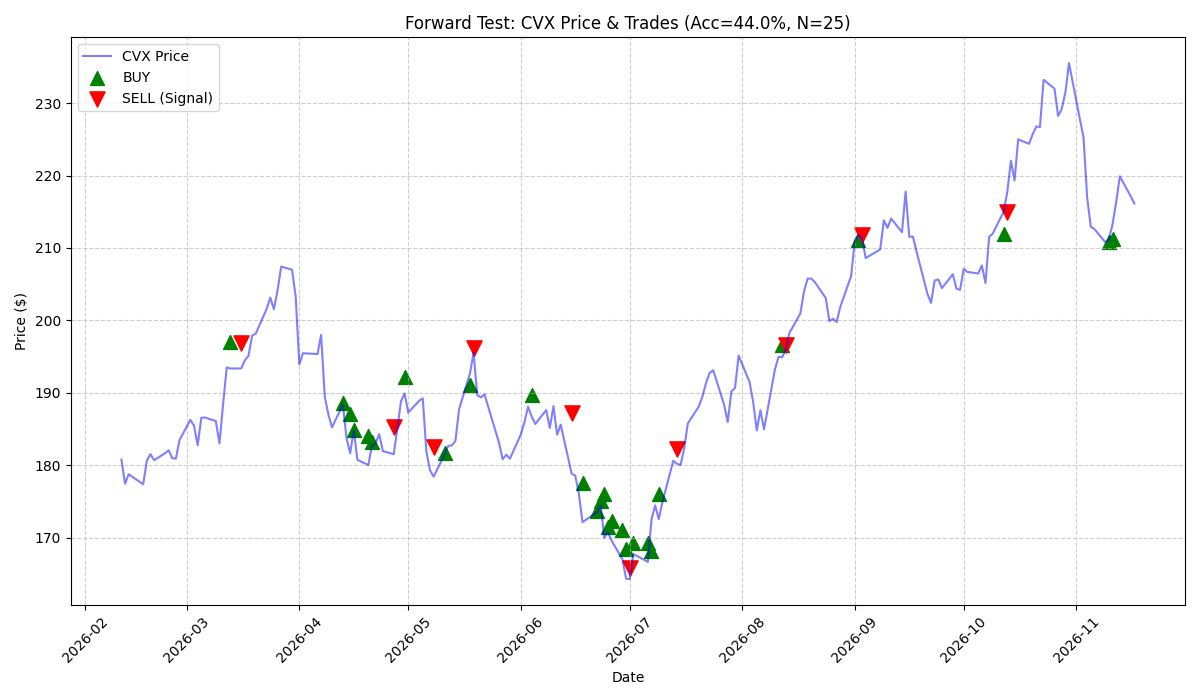 Forward Test: CVX Price & Trades (Acc=44.0%, N=25)
CVX Price
BUY
SELL (Signal)
Price ($)
230
220
210
200
190
180
170
2026-02
2026-03
2026-04
2026-05
2026-06
2026-07
2026-08
2026-09
2026-10
2026-11
Date